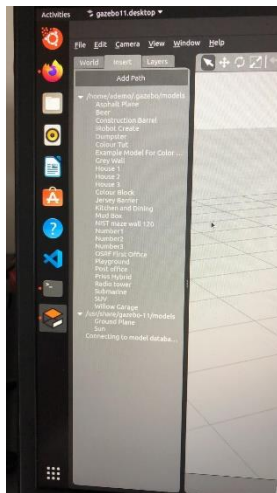 Activities
gazebo11.desktop
File Edit Camera View Window Help
World Insert Layers
Add Path
/home/ademo/.gazebo/models
Asphalt Plane
Beer
Construction Barrel
iRobot Create
Dumpster
Colour Tut
Example Model For Color ...
Grey Wall
House 1
House 2
House 3
Colour Block
Jersey Barrier
Kitchen and Dining
Mud Box
NIST maze wall 120
Number1
Number2
Number3
OSRF First Office
Playground
Post office
Prius Hybrid
Radio tower
Submarine
SUV
Willow Garage
/usr/share/gazebo-11/models
Ground Plane
Sun
Connecting to model databa...